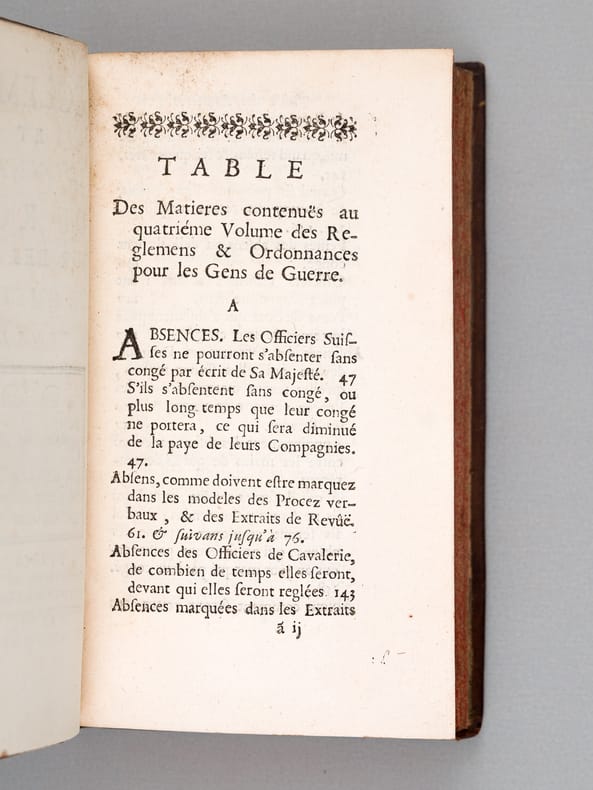 TABLE
Des Matieres contenuës au
quatriéme Volume des Re-
glemens & Ordonnances
pour les Gens de Guerre.
A
ABSENCES. Les Officiers Suiſ-
ſes ne pourront s'abſenter ſans
congé par écrit de Sa Majeſté. 47
S'ils s'abſentent ſans congé, ou
plus long temps que leur congé
ne portera, ce qui ſera diminué
de la paye de leurs Compagnies.
47.
Abſens, comme doivent eſtre marquez
dans les modeles des Procez ver-
baux, & des Extraits de Revûë.
61. & ſuivans juſqu'à 76.
Abſences des Officiers de Cavalerie,
de combien de temps elles ſeront,
devant qui elles ſeront reglées 143
Abſences marquées dans les Extraits
ã ij